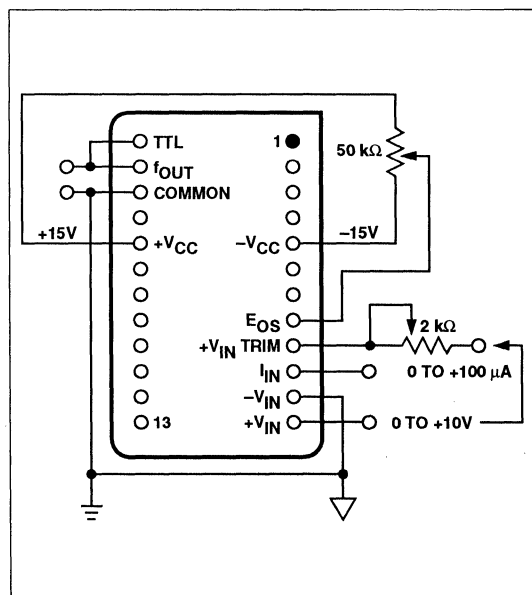 TTL
1
50 kΩ
fOUT
COMMON
+15V
+VCC
–VCC
–15V
EOS
2 kΩ
+VIN TRIM
IIN
0 TO +100 μA
–VIN
13
+VIN
0 TO +10V